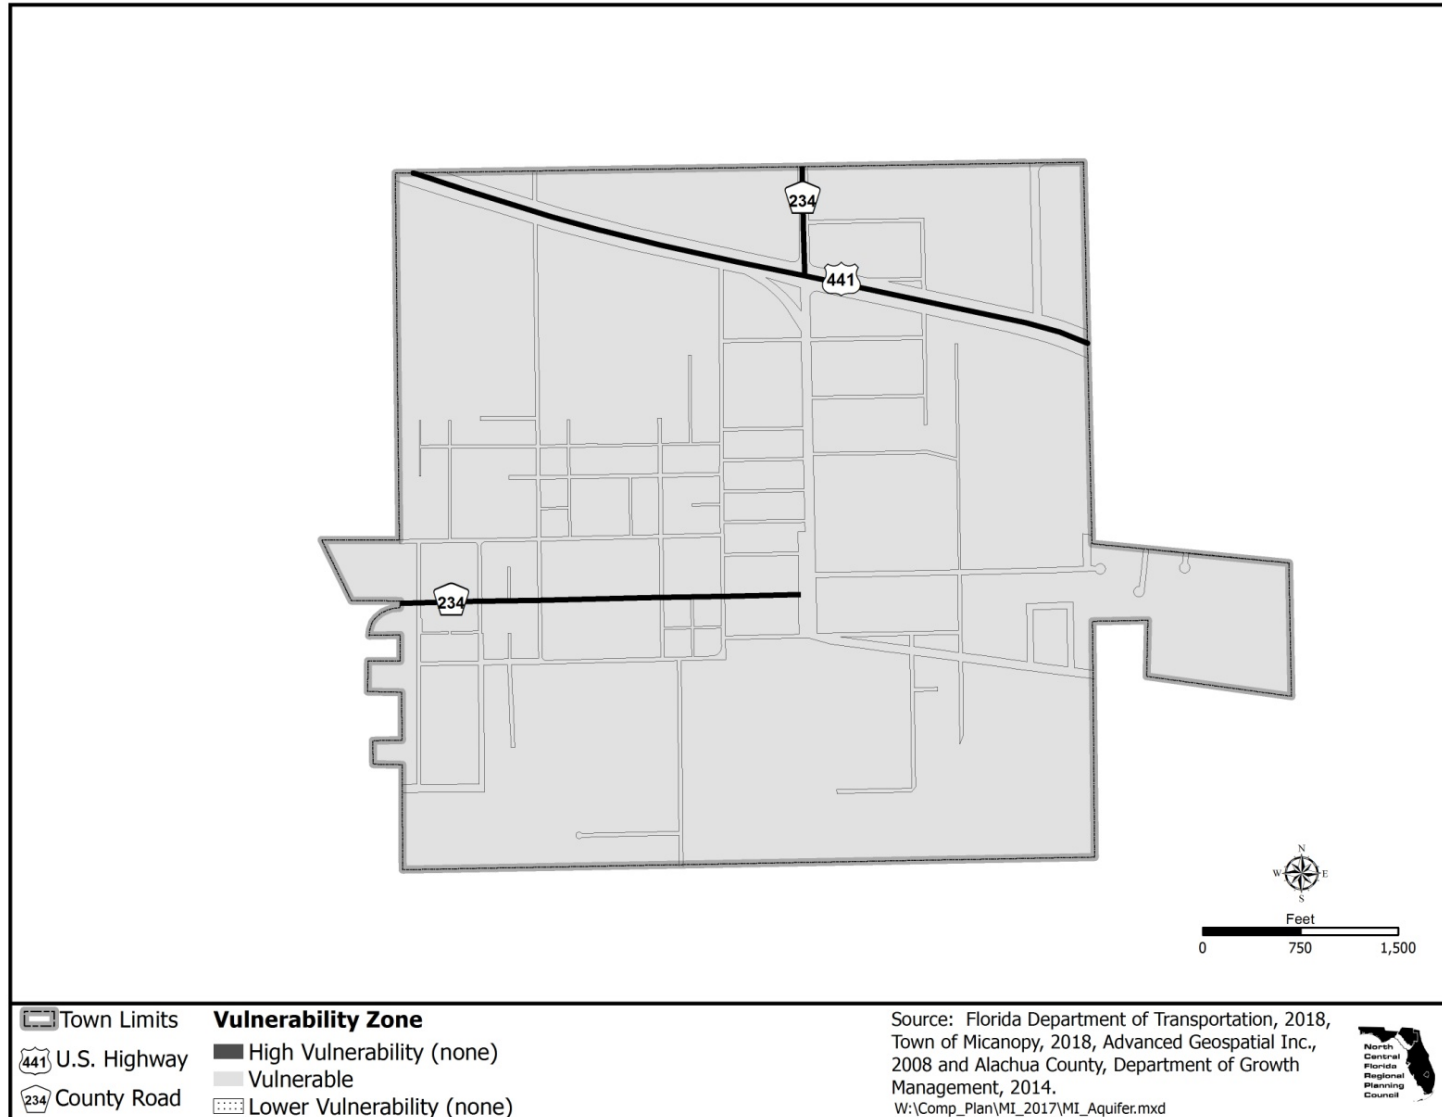 234
441
234
N
W E
S
Feet
0 750 1,500
Town Limits
441 U.S. Highway
234 County Road
Vulnerability Zone
High Vulnerability (none)
Vulnerable
Lower Vulnerability (none)
Source: Florida Department of Transportation, 2018,
Town of Micanopy, 2018, Advanced Geospatial Inc.,
2008 and Alachua County, Department of Growth
Management, 2014.
W:\Comp_Plan\MI_2017\MI_Aquifer.mxd
North
Central
Florida
Regional
Planning
Council